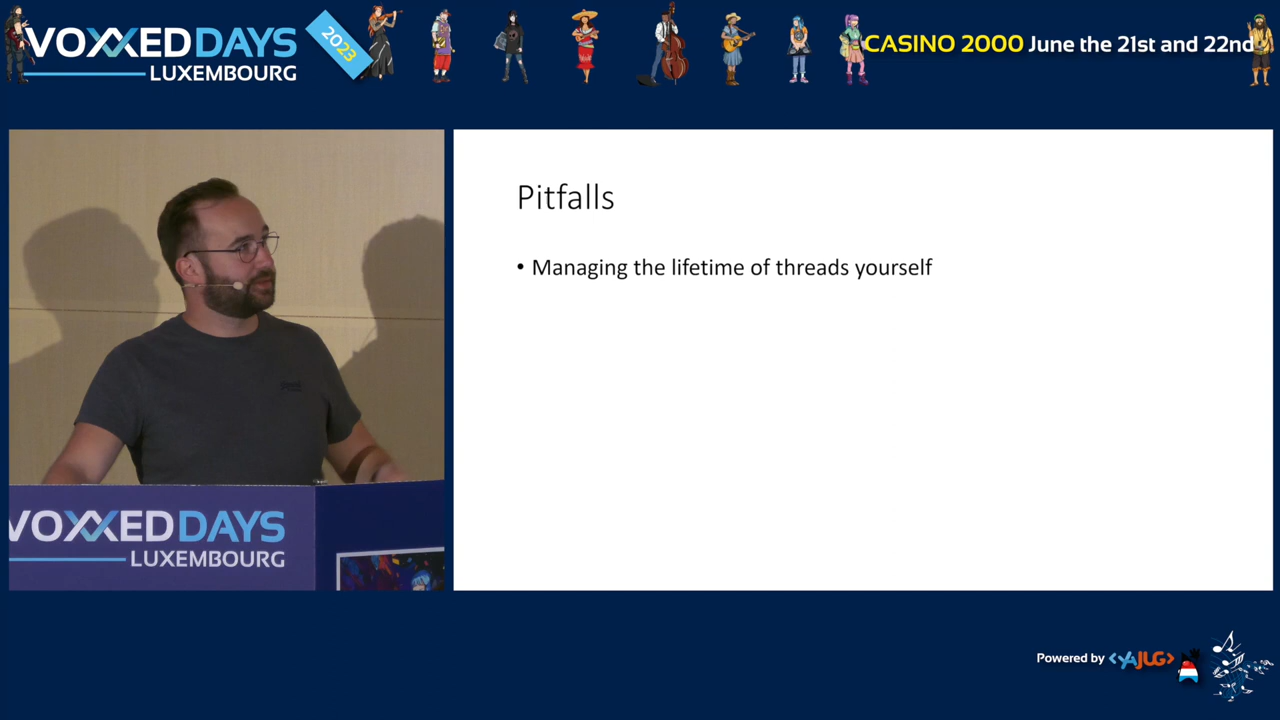 VOXXED DAYS
LUXEMBOURG
2023
CASINO 2000 June the 21st and 22nd
Pitfalls
• Managing the lifetime of threads yourself
VOXXED DAYS
LUXEMBOURG
Powered by <YAJUG>